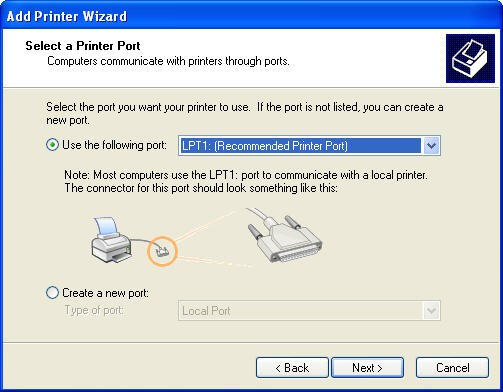 Add Printer Wizard
Select a Printer Port
Computers communicate with printers through ports.
Select the port you want your printer to use. If the port is not listed, you can create a
new port.
Use the following port: LPT1: (Recommended Printer Port)
Note: Most computers use the LPT1: port to communicate with a local printer.
The connector for this port should look something like this:
Create a new port:
Type of port: Local Port
< Back Next > Cancel